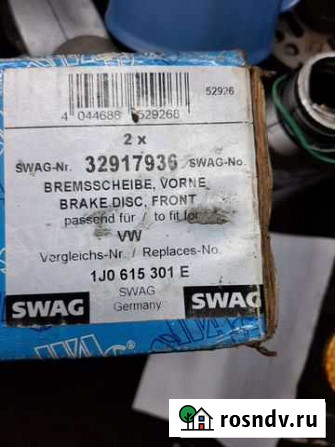 52926
4 044688 529268
2 x
SWAG-Nr. 32917936 SWAG-No.
BREMSSCHEIBE, VORNE
BRAKE DISC, FRONT
passend für / to fit for
VW
Vergleichs-Nr. / Replaces-No.
1J0 615 301 E
SWAG SWAG Germany SWAG
rosndv.ru